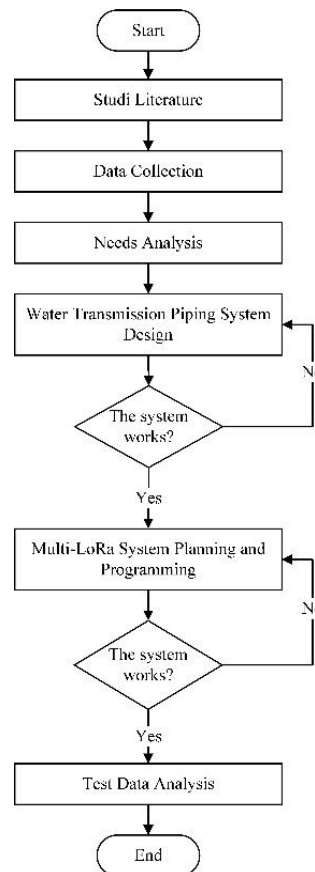 Start
Studi Literature
Data Collection
Needs Analysis
Water Transmission Piping System
Design
N
The system
works?
Yes
Multi-LoRa System Planning and
Programming
N
The system
works?
Yes
Test Data Analysis
End